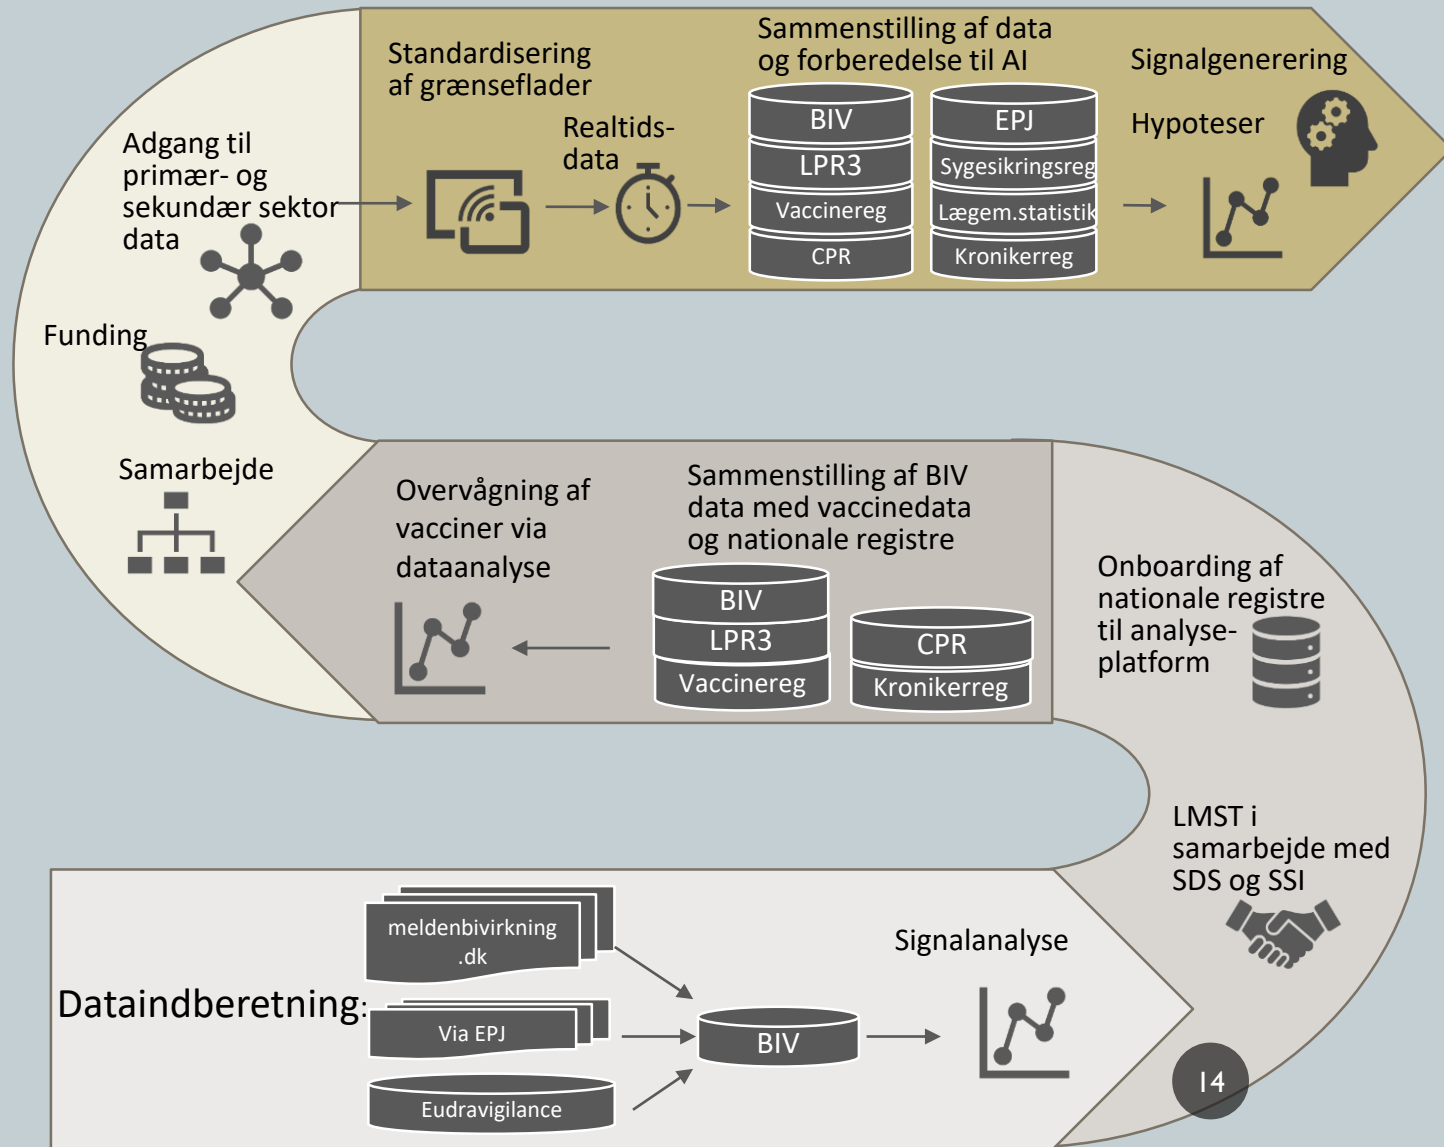 Standardisering
af grænseflader
Realtids-
data
Sammenstilling af data
og forberedelse til AI
BIV
LPR3
Vaccinereg
CPR
EPJ
Sygesikringsreg
Lægem.statistik
Kronikerreg
Signalgenerering
Hypoteser
Adgang til
primær- og
sekundær sektor
data
Funding
Samarbejde
Overvågning af
vacciner via
dataanalyse
Sammenstilling af BIV
data med vaccinedata
og nationale registre
BIV
LPR3
Vaccinereg
CPR
Kronikerreg
Onboarding af
nationale registre
til analyse-
platform
LMST i
samarbejde med
SDS og SSI
Dataindberetning:
meldenbivirkning
.dk
Via EPJ
Eudravigilance
BIV
Signalanalyse
14